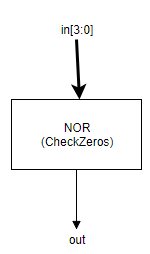 in[3:0]
NOR
(CheckZeros)
out